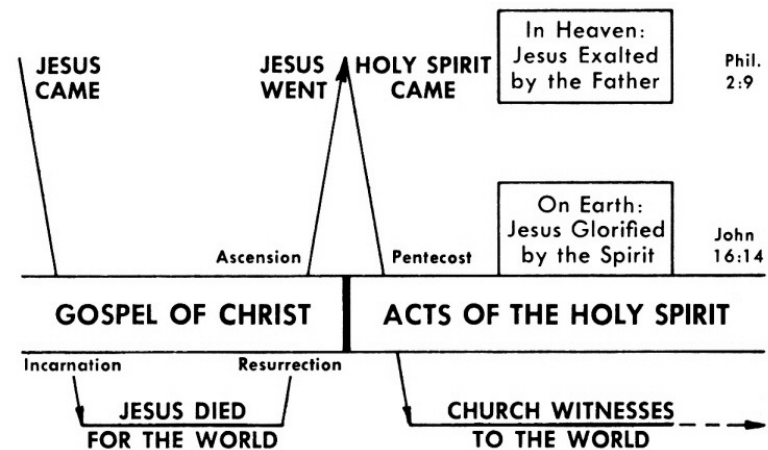 JESUS
CAME
JESUS
WENT
HOLY SPIRIT
CAME
In Heaven:
Jesus Exalted
by the Father
Phil.
2:9
On Earth:
Jesus Glorified
by the Spirit
John
16:14
Ascension
Pentecost
GOSPEL OF CHRIST
ACTS OF THE HOLY SPIRIT
Incarnation
Resurrection
JESUS DIED
FOR THE WORLD
CHURCH WITNESSES
TO THE WORLD